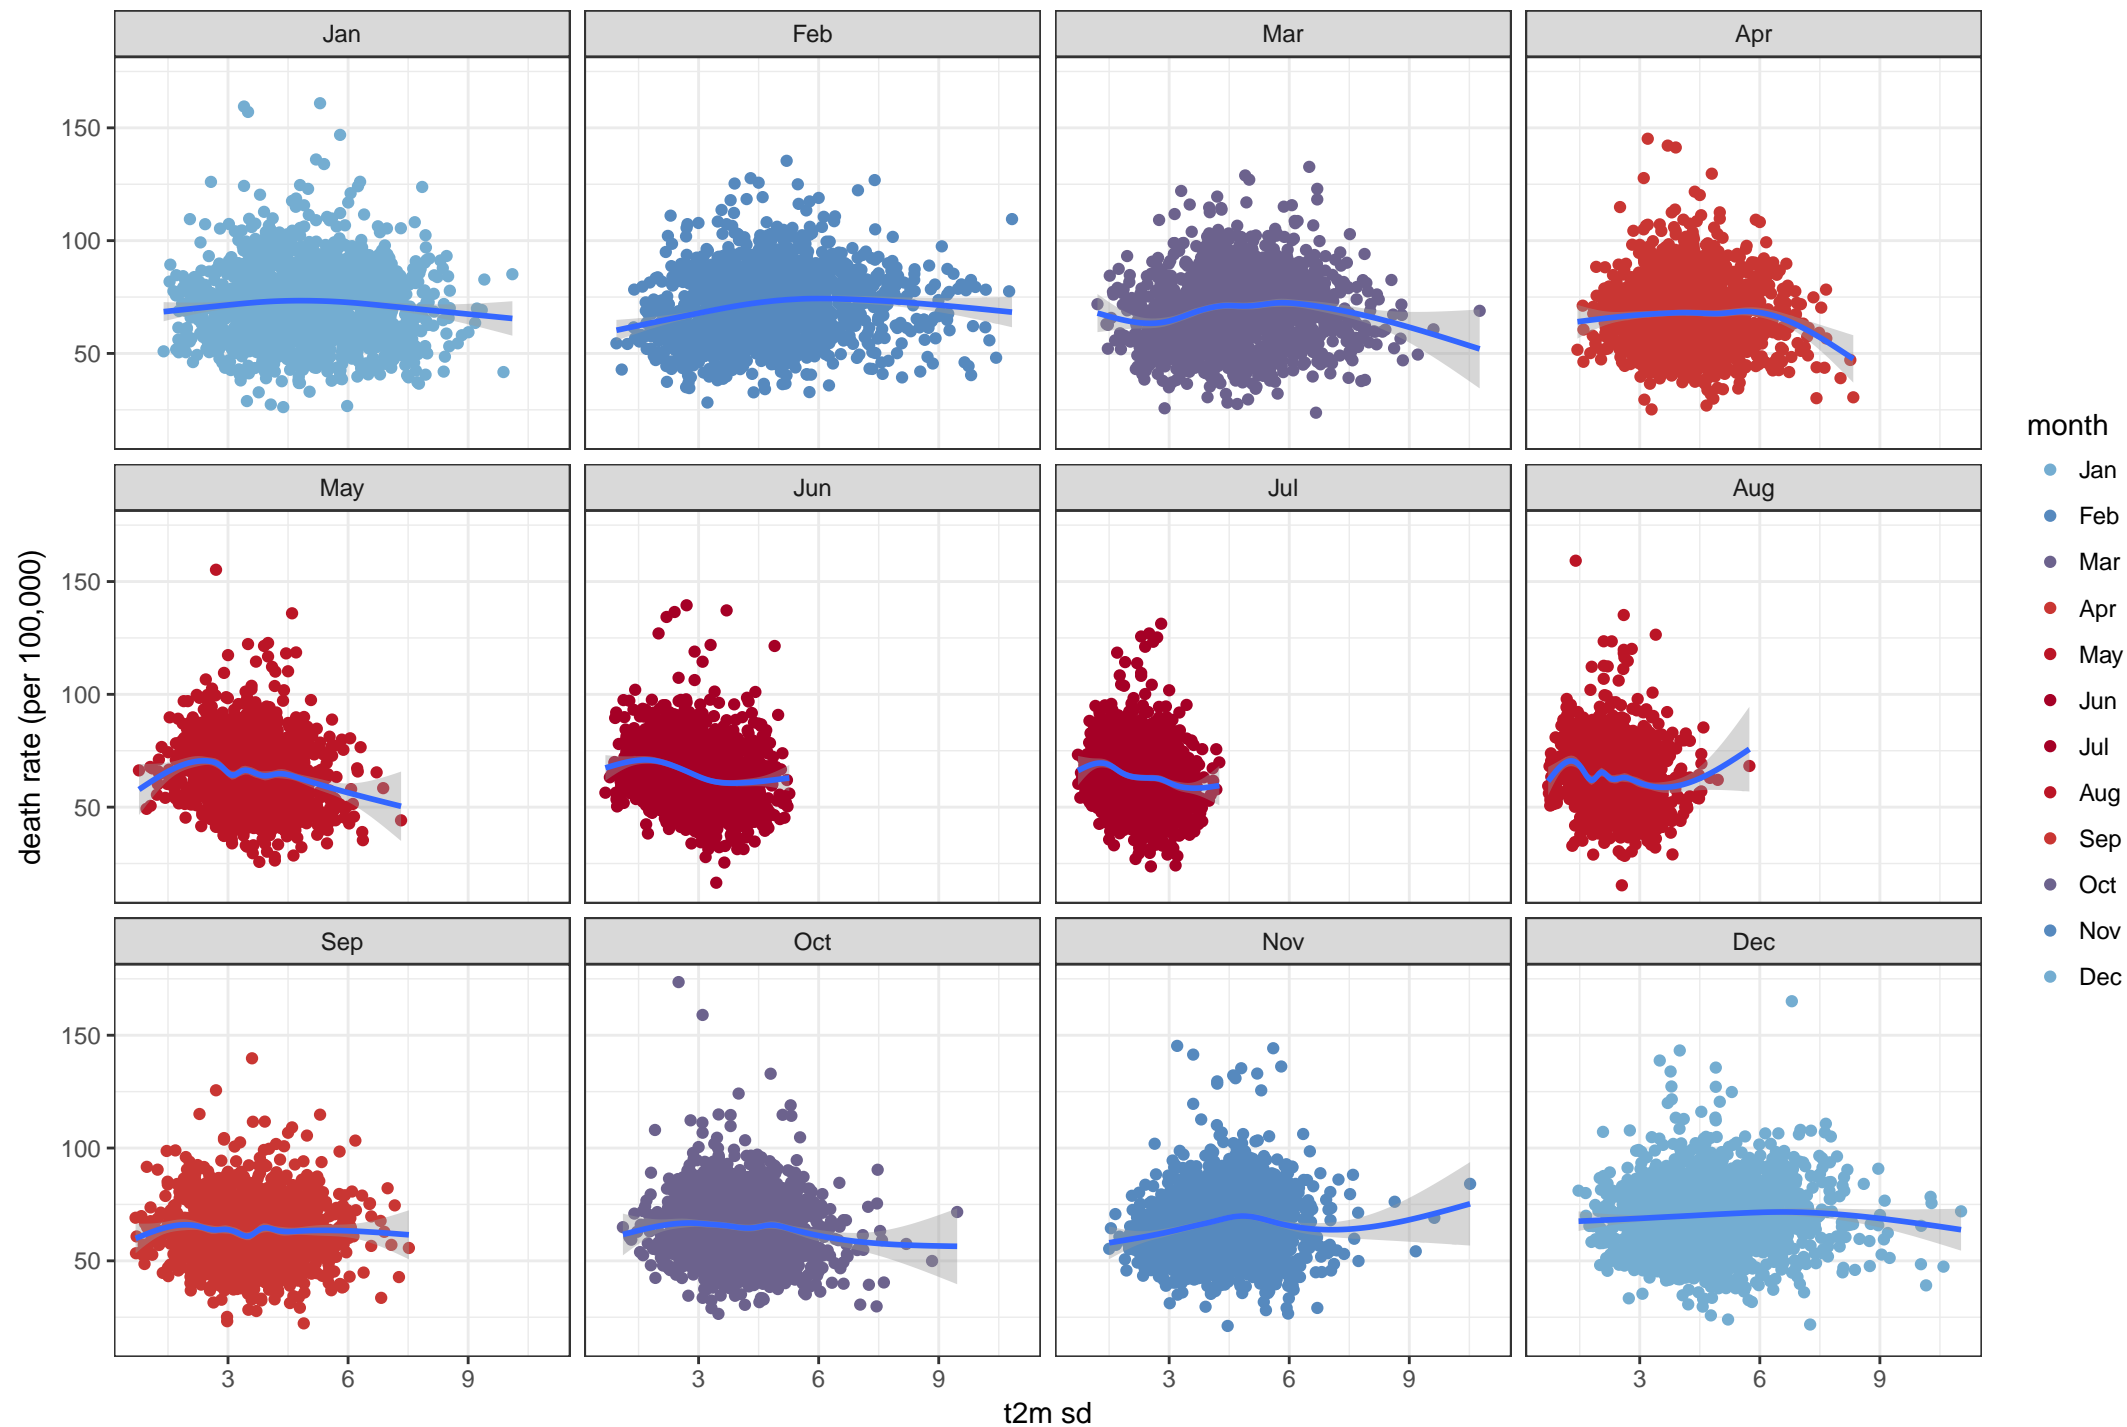 Jan Feb Mar Apr
150
100
50
May Jun Jul Aug
150
100
50
Sep Oct Nov Dec
150
100
50
3 6 9 3 6 9 3 6 9 3 6 9
t2m sd
death rate (per 100,000)
month
Jan
Feb
Mar
Apr
May
Jun
Jul
Aug
Sep
Oct
Nov
Dec